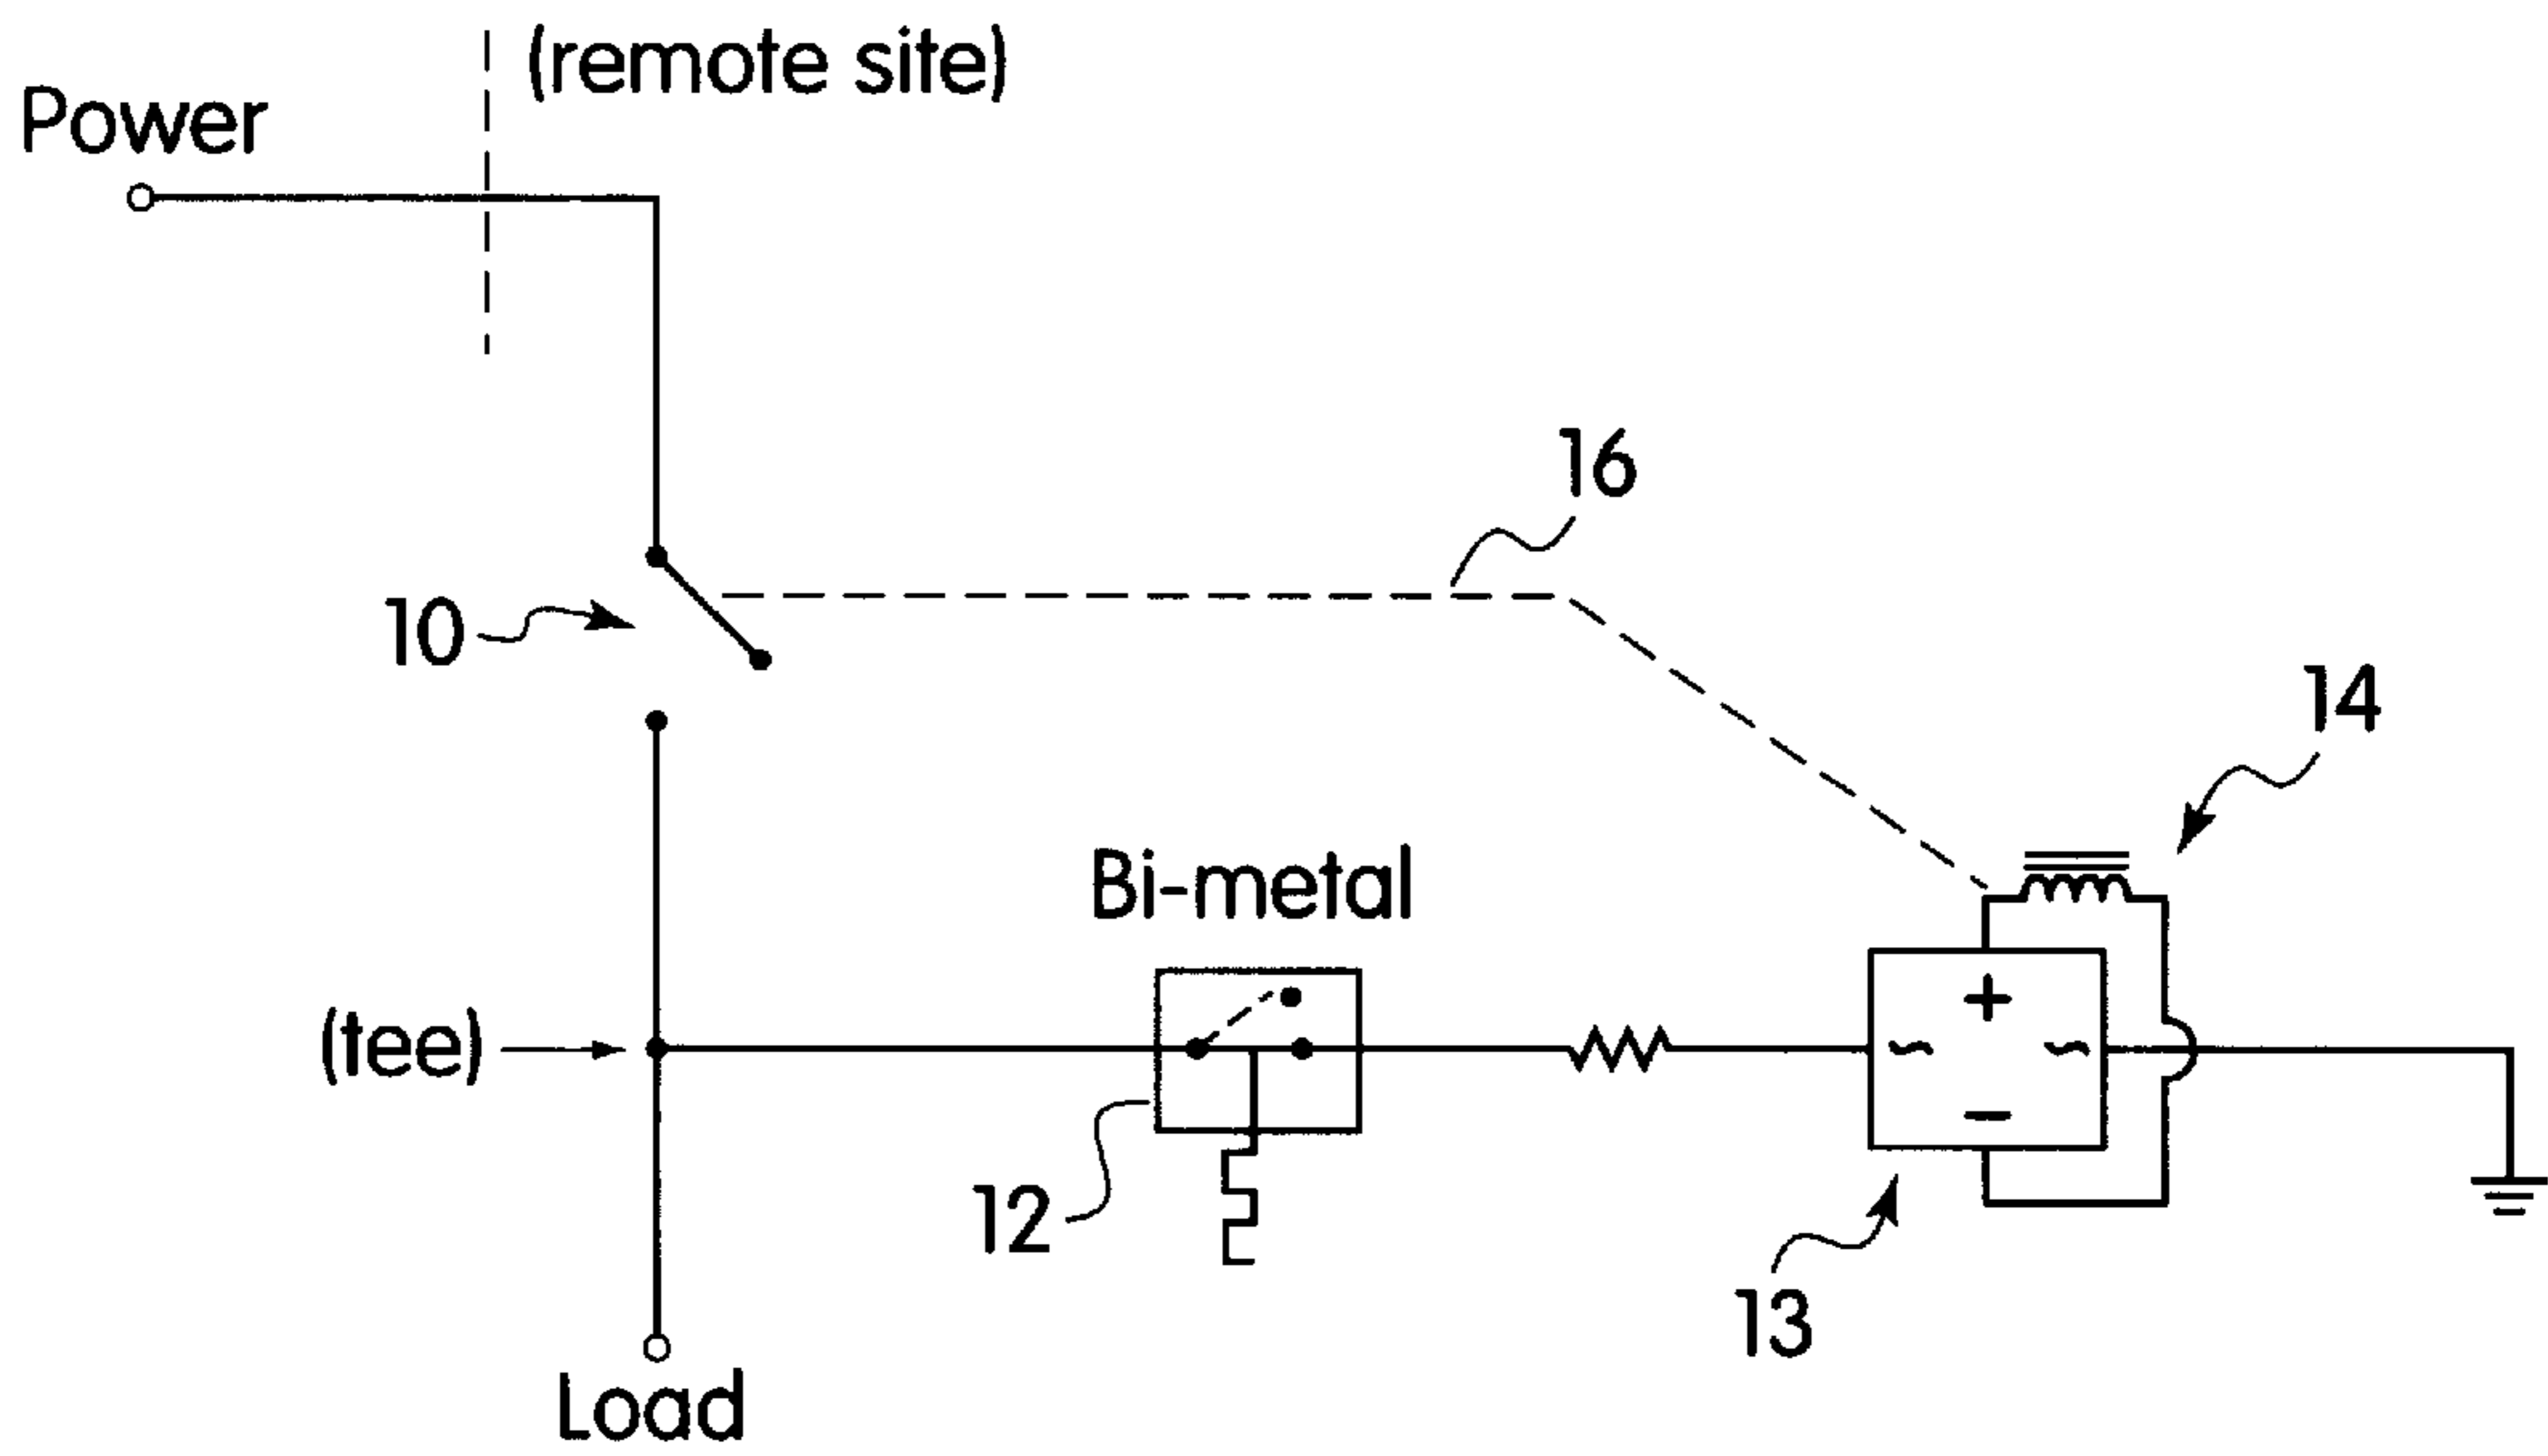 (remote site)
Power
16
10
14
Bi-metal
(tee)
+
~ ~
−
12
13
Load